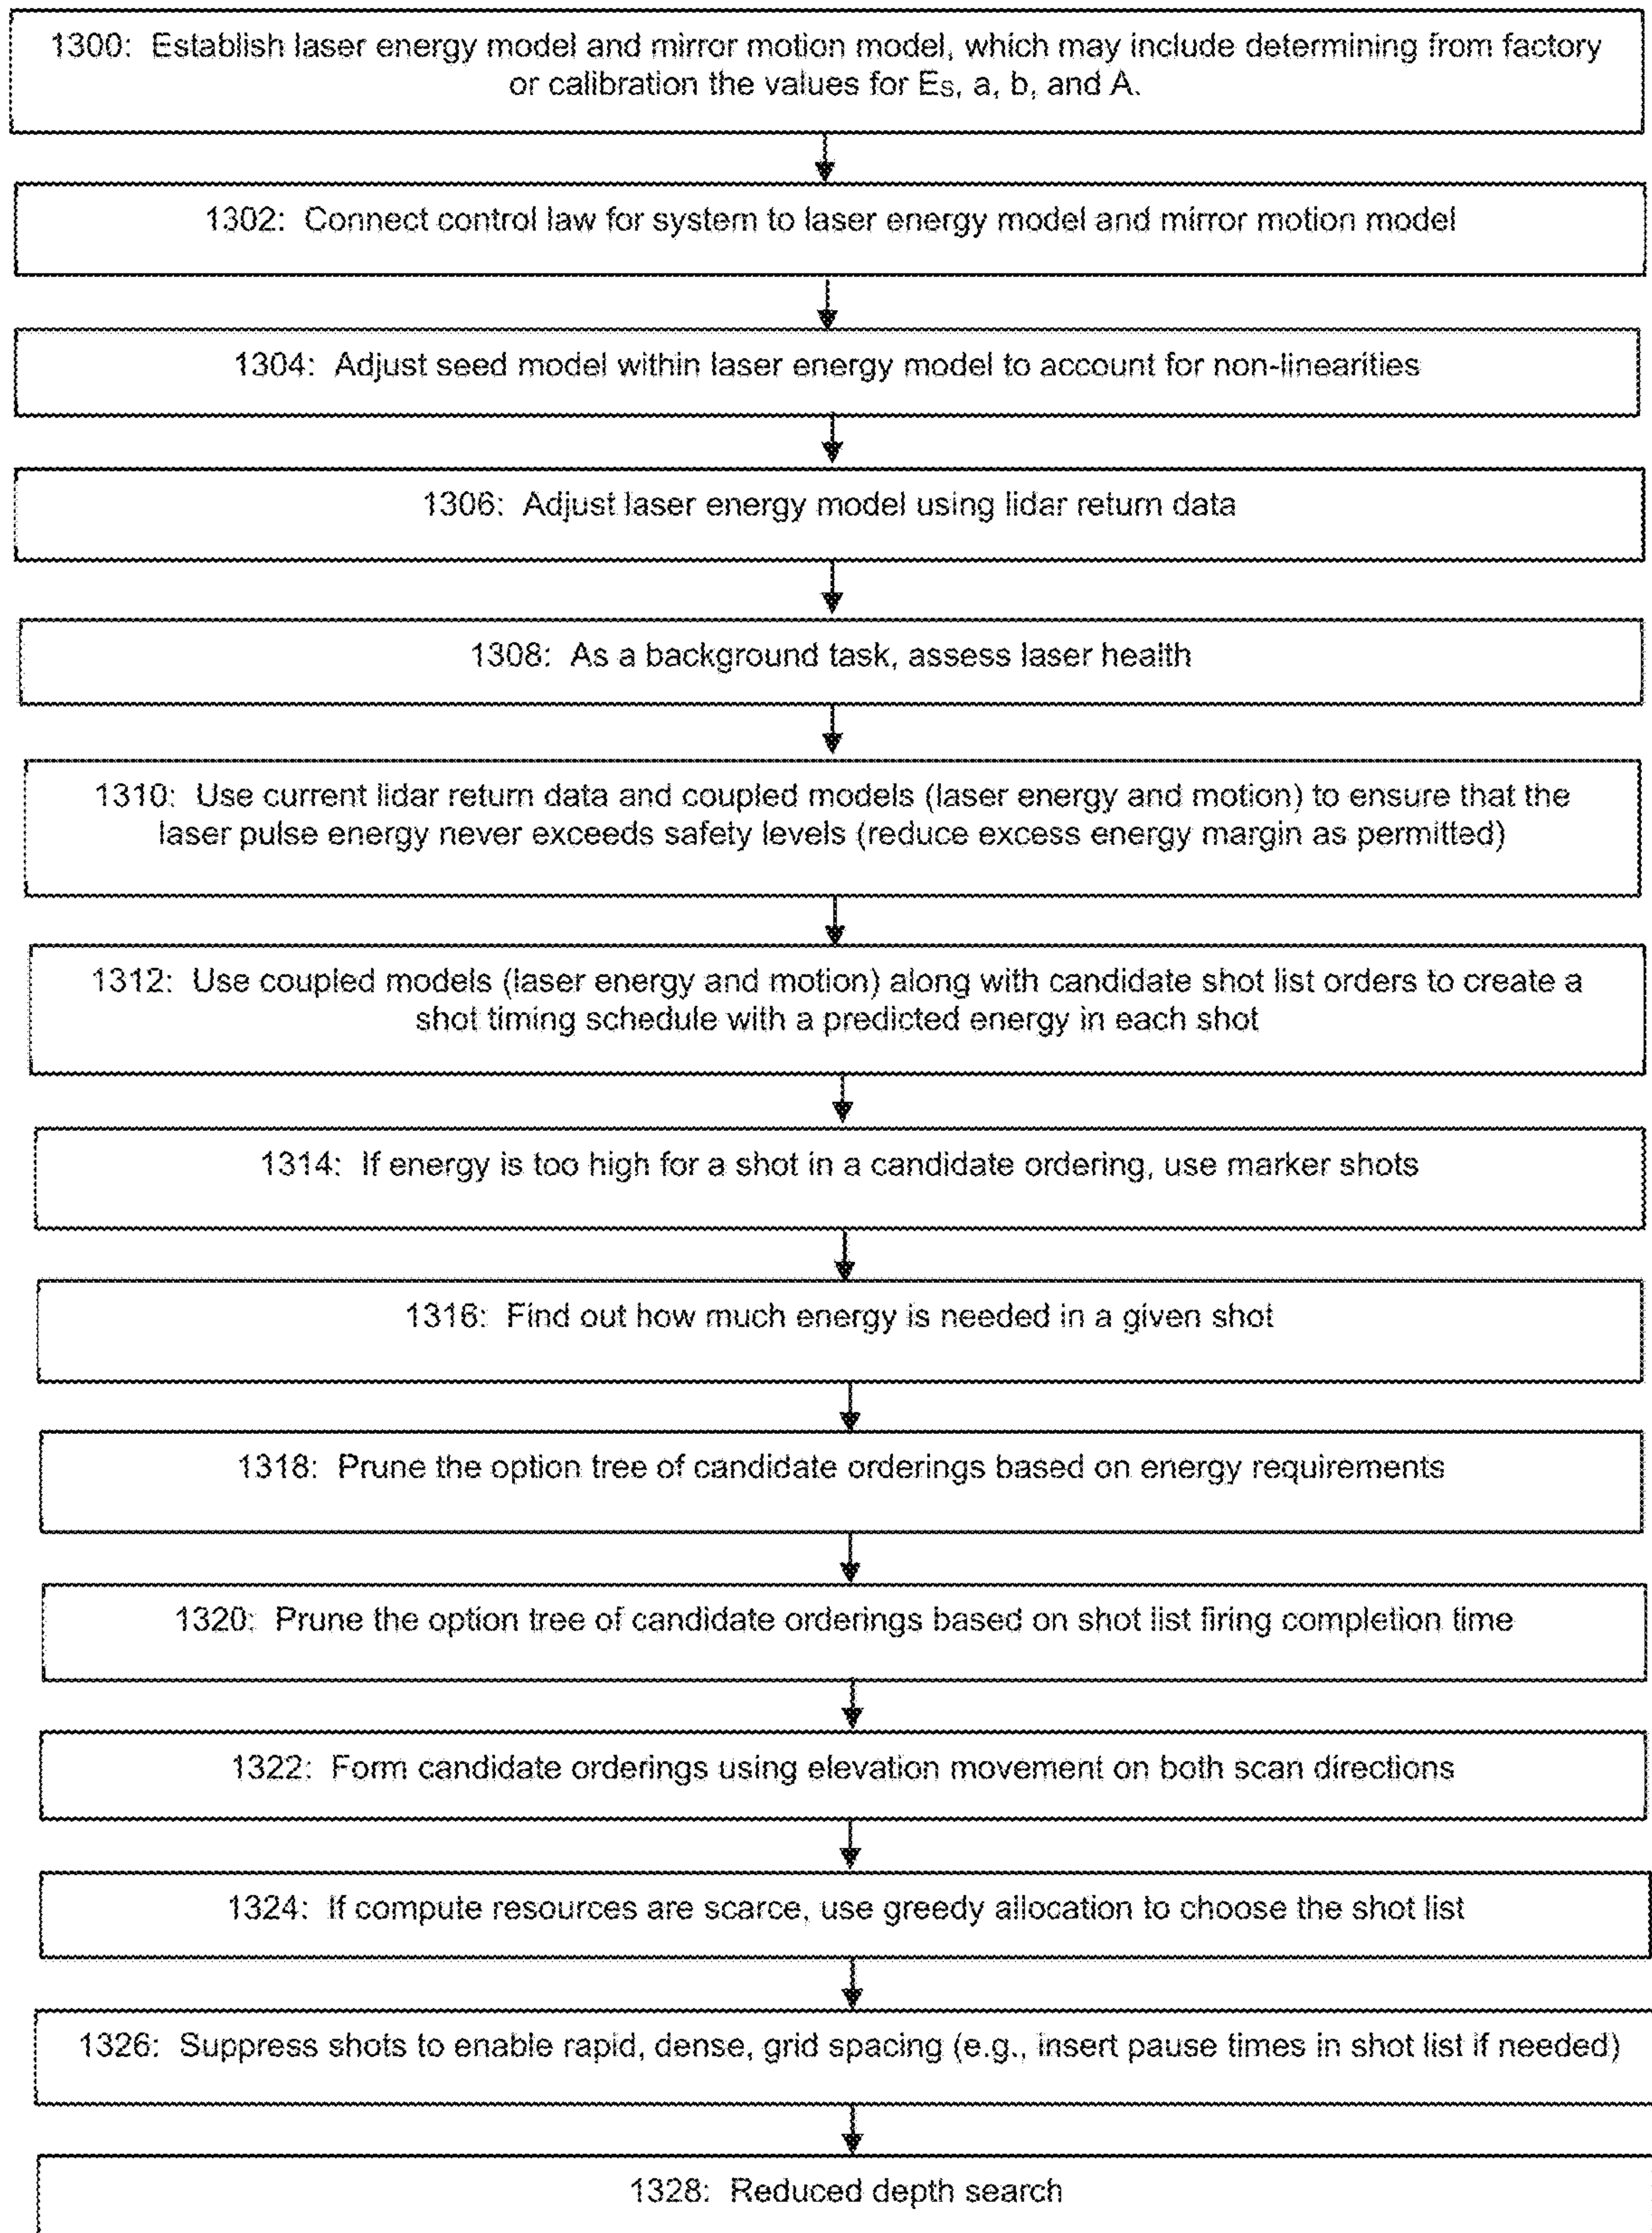 1300: Establish laser energy model and mirror motion model, which may include determining from factory
or calibration the values for Es, a, b, and A.
1302: Connect control law for system to laser energy model and mirror motion model
1304: Adjust seed model within laser energy model to account for non-linearities
1306: Adjust laser energy model using lidar return data
1308: As a background task, assess laser health
1310: Use current lidar return data and coupled models (laser energy and motion) to ensure that the
laser pulse energy never exceeds safety levels (reduce excess energy margin as permitted)
1312: Use coupled models (laser energy and motion) along with candidate shot list orders to create a
shot timing schedule with a predicted energy in each shot
1314: If energy is too high for a shot in a candidate ordering, use marker shots
1316: Find out how much energy is needed in a given shot
1318: Prune the option tree of candidate orderings based on energy requirements
1320: Prune the option tree of candidate orderings based on shot list firing completion time
1322: Form candidate orderings using elevation movement on both scan directions
1324: If compute resources are scarce, use greedy allocation to choose the shot list
1326: Suppress shots to enable rapid, dense, grid spacing (e.g., insert pause times in shot list if needed)
1328: Reduced depth search